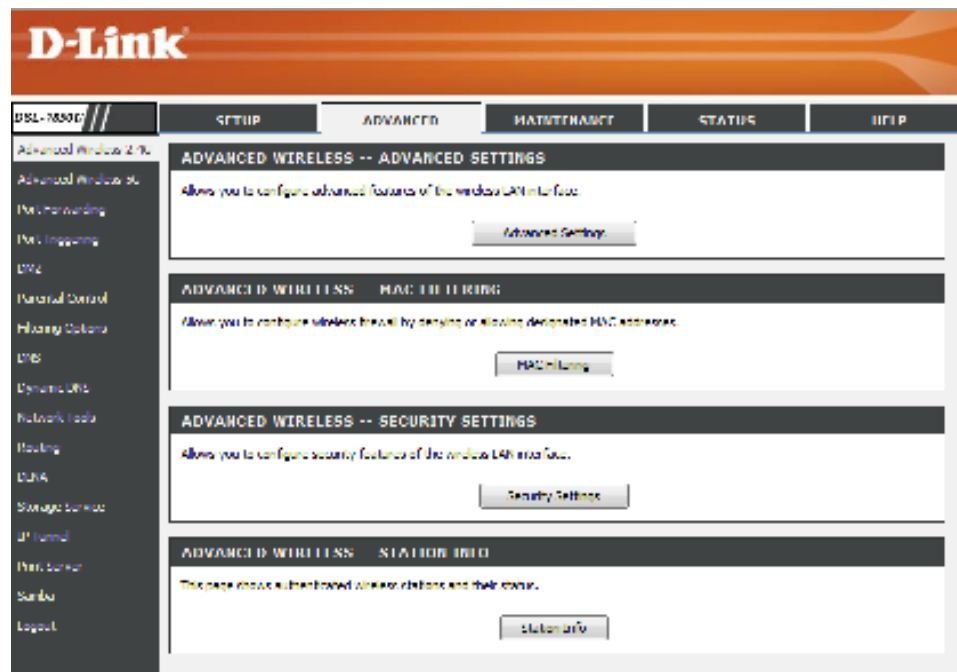 D-Link
SETUP ADVANCED MAINTENANCE STATUS HELP
Advanced Wireless 2.4G
Advanced Wireless 5G
Port Forwarding
Port Triggering
DMZ
Parental Control
Filtering Options
DNS
Dynamic DNS
Network Tools
Routing
DLNA
Storage Service
IP Tunnel
Print Server
Samba
Logout
ADVANCED WIRELESS -- ADVANCED SETTINGS
Allows you to configure advanced features of the wireless LAN interface.
Advanced Settings
ADVANCED WIRELESS -- MAC FILTERING
Allows you to configure wireless firewall by denying or allowing designated MAC addresses.
MAC Filtering
ADVANCED WIRELESS -- SECURITY SETTINGS
Allows you to configure security features of the wireless LAN interface.
Security Settings
ADVANCED WIRELESS -- STATION INFO
This page shows authenticated wireless stations and their status.
Station Info